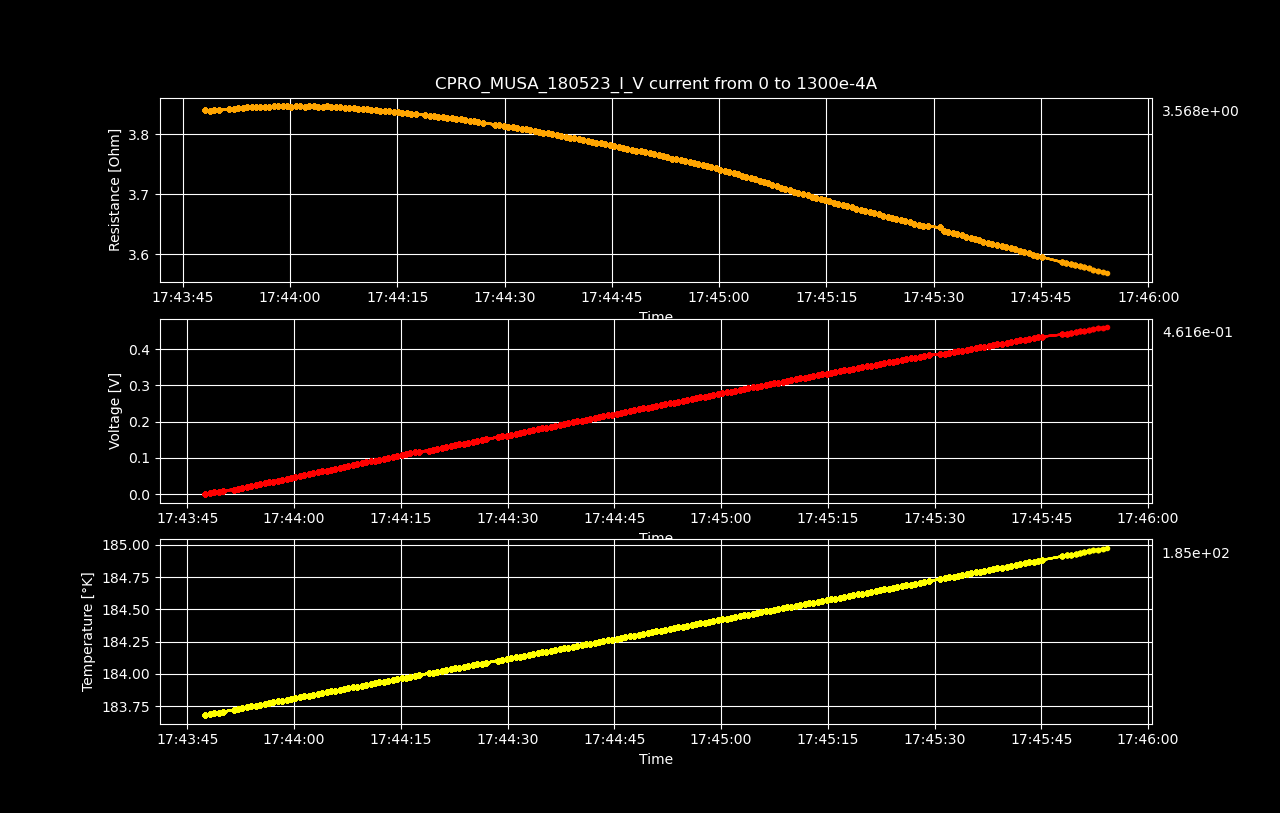 CPRO_MUSA_180523_I_V current from 0 to 1300e-4A
3.568e+00
Resistance [Ohm]
3.8
3.7
3.6
17:43:45 17:44:00 17:44:15 17:44:30 17:44:45 17:45:00 17:45:15 17:45:30 17:45:45 17:46:00
Time
4.616e-01
Voltage [V]
0.4
0.3
0.2
0.1
0.0
17:43:45 17:44:00 17:44:15 17:44:30 17:44:45 17:45:00 17:45:15 17:45:30 17:45:45 17:46:00
Time
1.85e+02
Temperature [°K]
185.00
184.75
184.50
184.25
184.00
183.75
17:43:45 17:44:00 17:44:15 17:44:30 17:44:45 17:45:00 17:45:15 17:45:30 17:45:45 17:46:00
Time